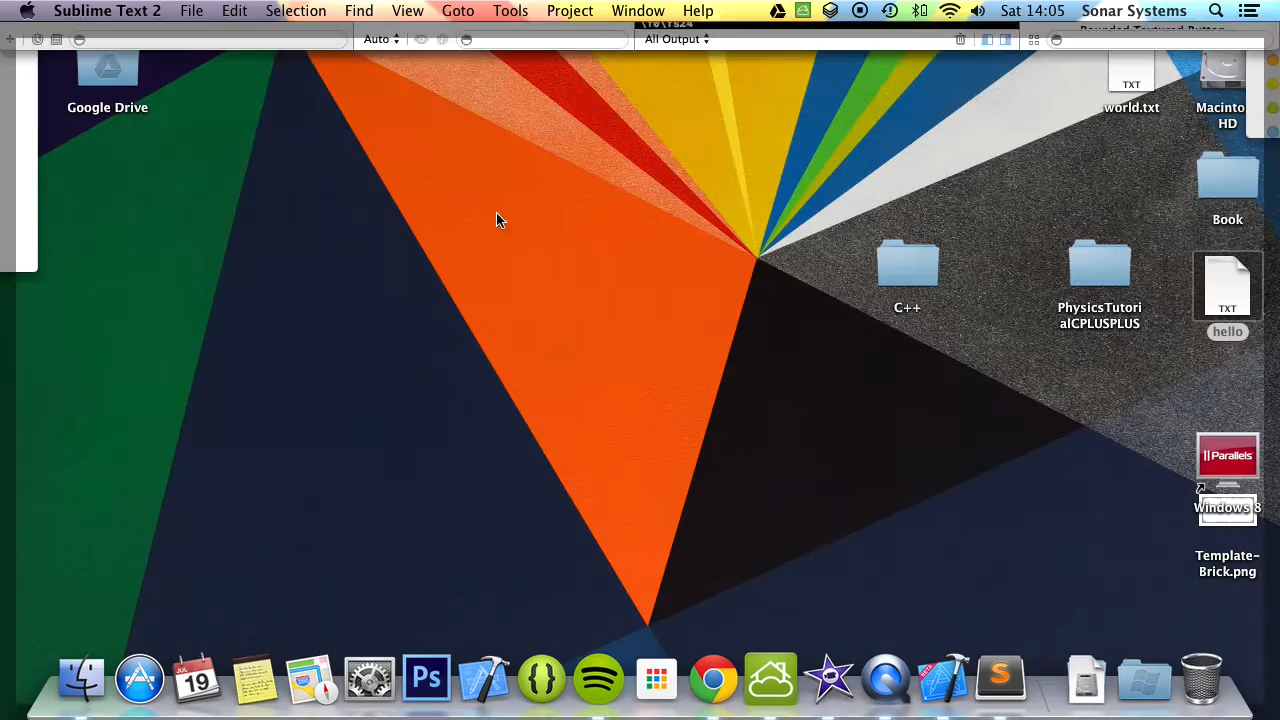 Sublime Text 2 File Edit Selection Find View Goto Tools Project Window Help Sat 14:05 Sonar Systems
Auto All Output
Google Drive
TXT
world.txt
Macinto
HD
Book
C++
PhysicsTutori
alCPLUSPLUS
TXT
hello
Parallels
Windows 8
Template-
Brick.png
JUL
19
Ps
S